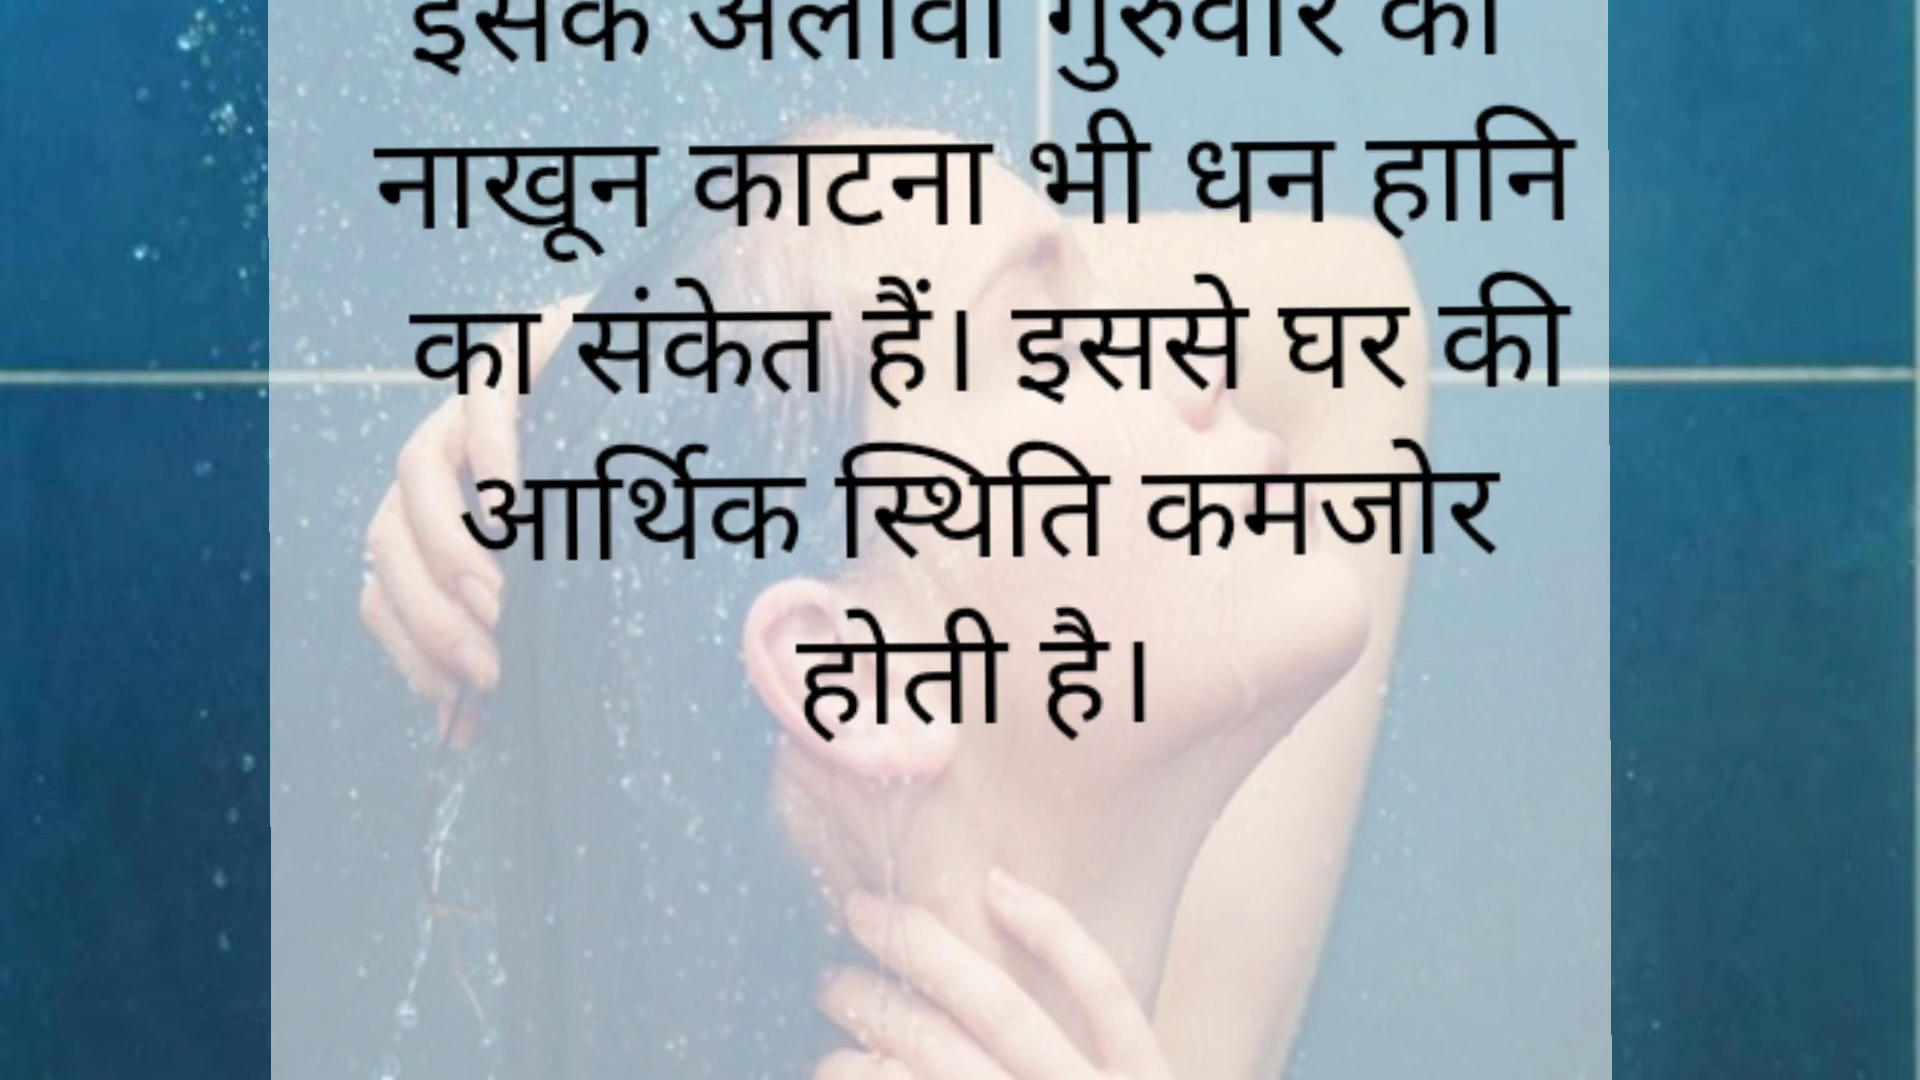 इसके अलावा गुरुवार को
नाखून काटना भी धन हानि
का संकेत हैं। इससे घर की
आर्थिक स्थिति कमजोर
होती है।